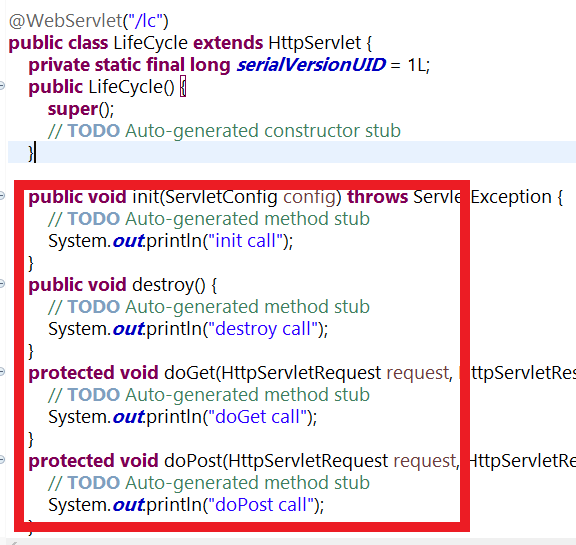 @WebServlet("/lc")
public class LifeCycle extends HttpServlet {
private static final long serialVersionUID = 1L;
public LifeCycle() {
super();
// TODO Auto-generated constructor stub
}
public void init(ServletConfig config) throws Servle Exception {
// TODO Auto-generated method stub
System.out.println("init call");
}
public void destroy() {
// TODO Auto-generated method stub
System.out.println("destroy call");
}
protected void doGet(HttpServletRequest request, HttpServletRes
// TODO Auto-generated method stub
System.out.println("doGet call");
}
protected void doPost(HttpServletRequest request, HttpServletRe
// TODO Auto-generated method stub
System.out.println("doPost call");
}